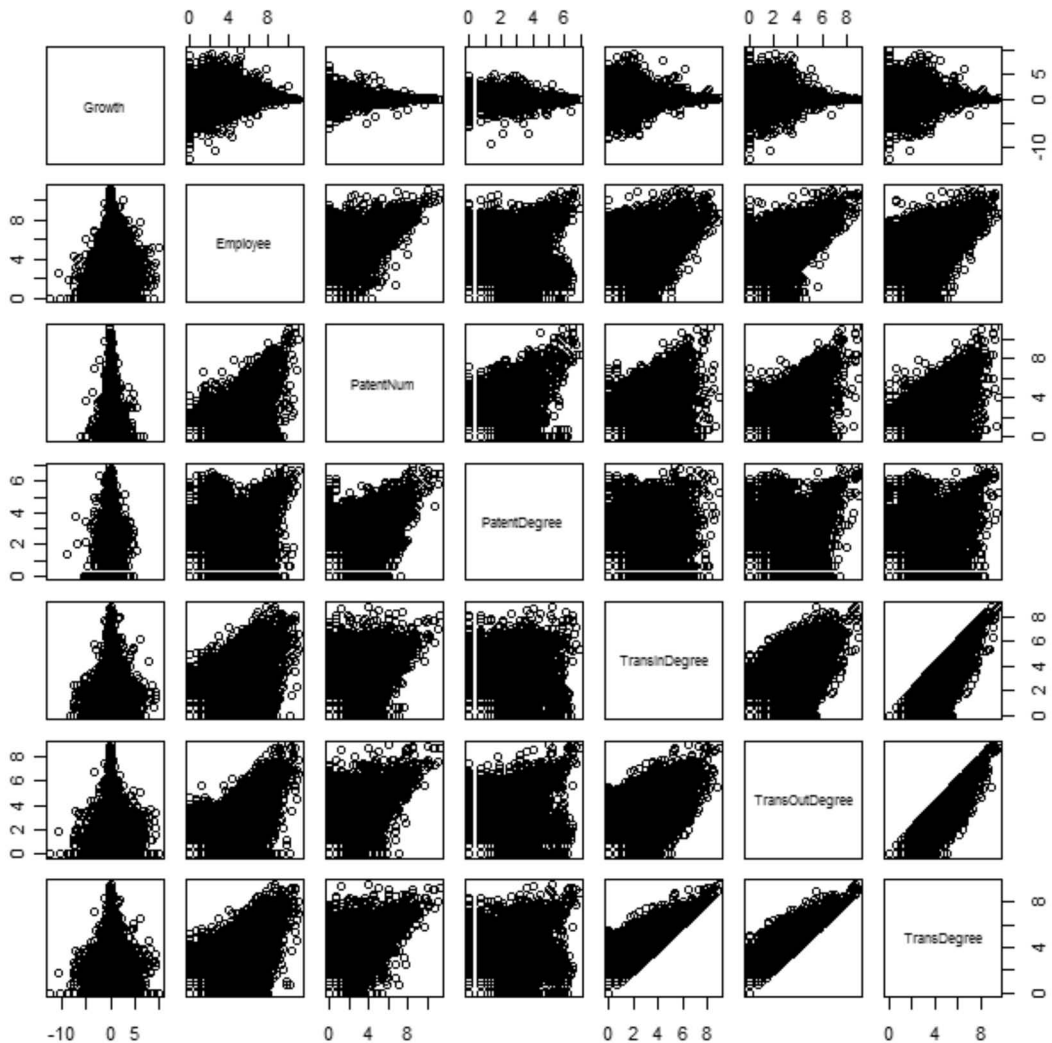 0 4 8 0 2 4 6 0 2 4 6 8
Growth
-10 0 5
0 4 8
Employee
PatentNum
0 4 8
0 2 4 6
PatentDegree
TransInDegree
0 2 4 6 8
0 2 4 6 8
TransOutDegree
TransDegree
0 4 8
-10 0 5 0 4 8 0 2 4 6 8 0 4 8